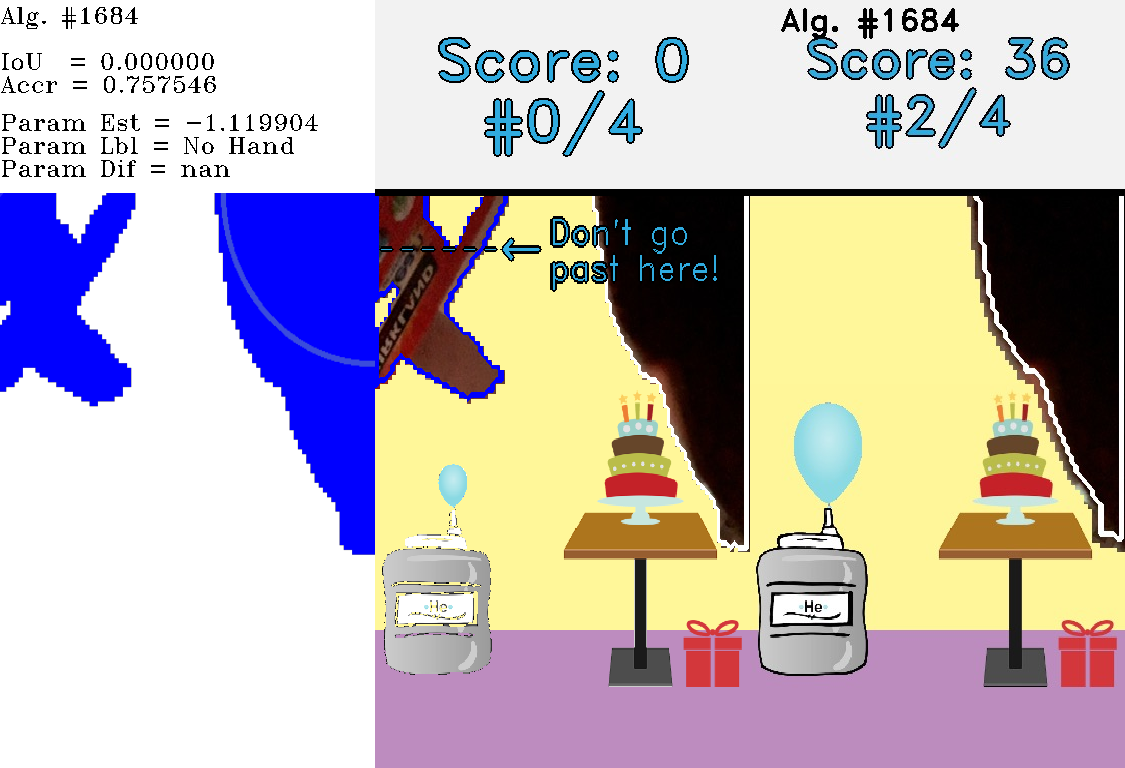 Alg. #1684
IoU = 0.000000
Accr = 0.757546
Param Est = −1.119904
Param Lbl = No Hand
Param Dif = nan
Score: 0
#0/4
Don't go
past here!
He
Alg. #1684
Score: 36
#2/4
He